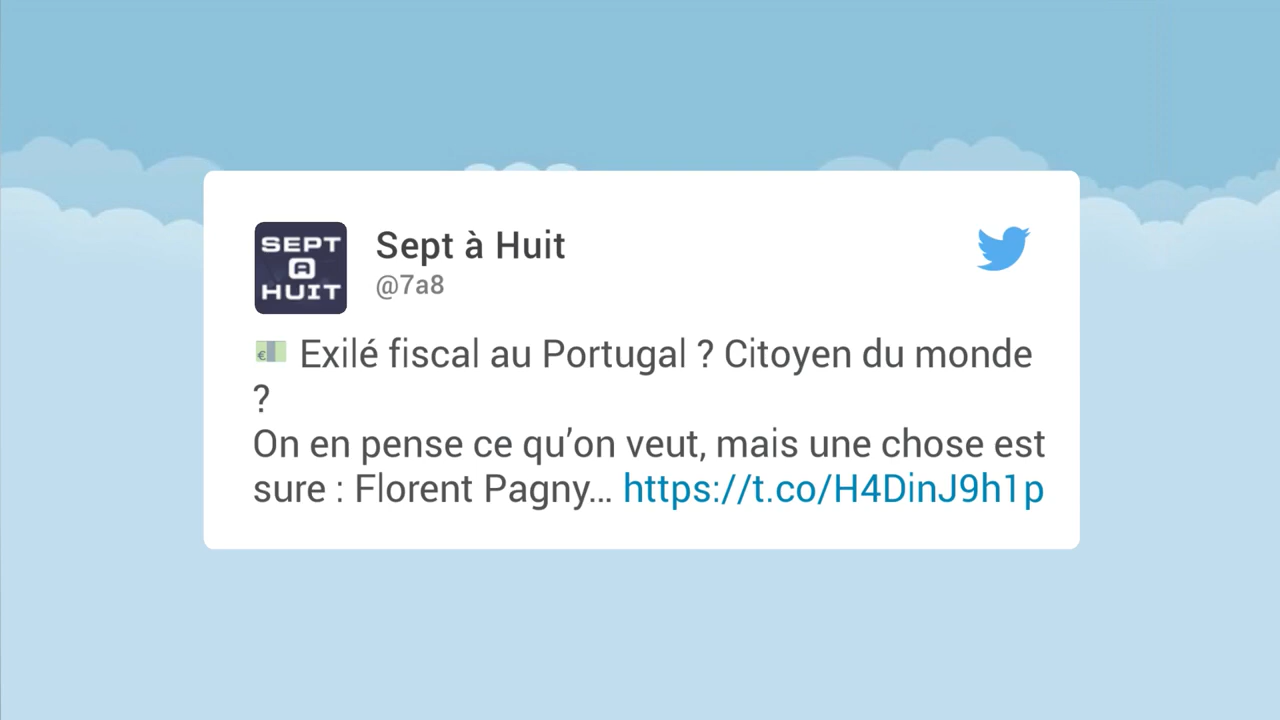 SEPT
A
HUIT
Sept à Huit
@7a8
💶 Exilé fiscal au Portugal ? Citoyen du monde
?
On en pense ce qu’on veut, mais une chose est
sure : Florent Pagny… https://t.co/H4DinJ9h1p